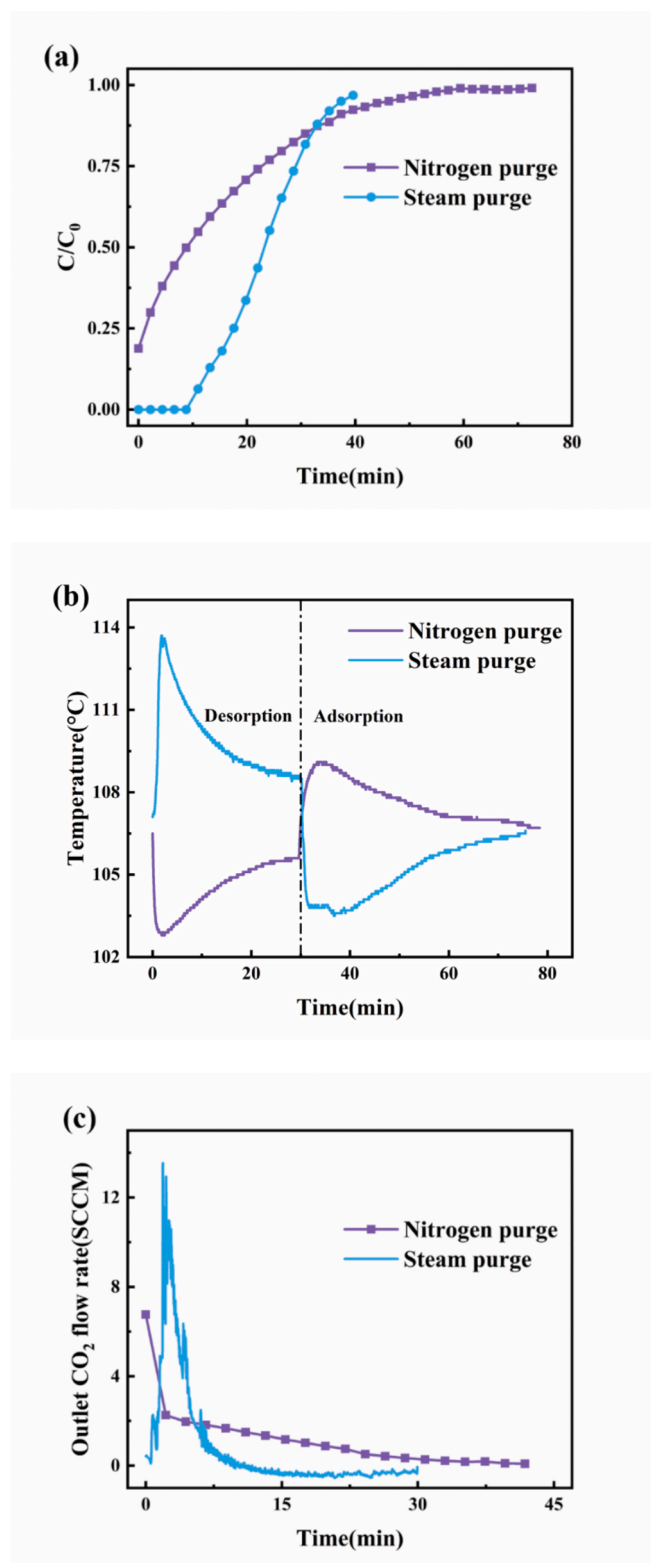 (a)
1.00
0.75
0.50
0.25
0.00
C/C0
Nitrogen purge
Steam purge
0 20 40 60 80
Time(min)
(b)
114
111
108
105
102
Temperature(°C)
Nitrogen purge
Steam purge
Desorption Adsorption
0 20 40 60 80
Time(min)
(c)
12
8
4
0
Outlet CO2 flow rate(SCCM)
Nitrogen purge
Steam purge
0 15 30 45
Time(min)